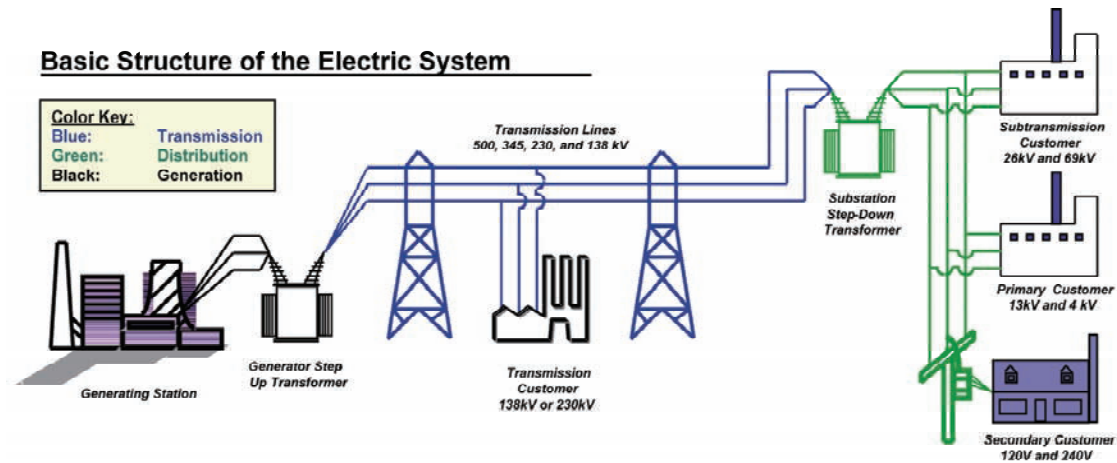 Basic Structure of the Electric System
Color Key:
Blue: Transmission
Green: Distribution
Black: Generation
Transmission Lines
500, 345, 230, and 138 kV
Subtransmission
Customer
26kV and 69kV
Substation
Step-Down
Transformer
Primary Customer
13kV and 4 kV
Generating Station
Generator Step
Up Transformer
Transmission
Customer
138kV or 230kV
Secondary Customer
120V and 240V